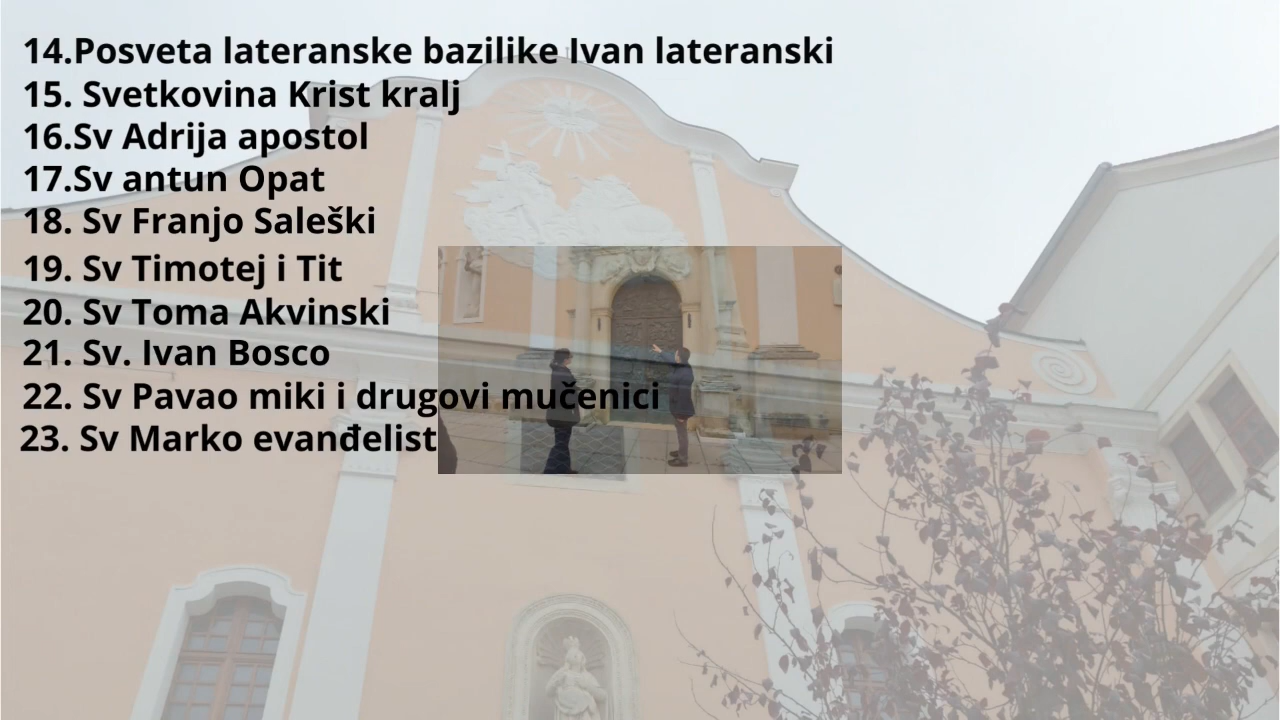 14.Posveta lateranske bazilike Ivan lateranski
15. Svetkovina Krist kralj
16.Sv Adrija apostol
17.Sv antun Opat
18. Sv Franjo Saleški
19. Sv Timotej i Tit
20. Sv Toma Akvinski
21. Sv. Ivan Bosco
22. Sv Pavao miki i drugovi mučenici
23. Sv Marko evanđelist